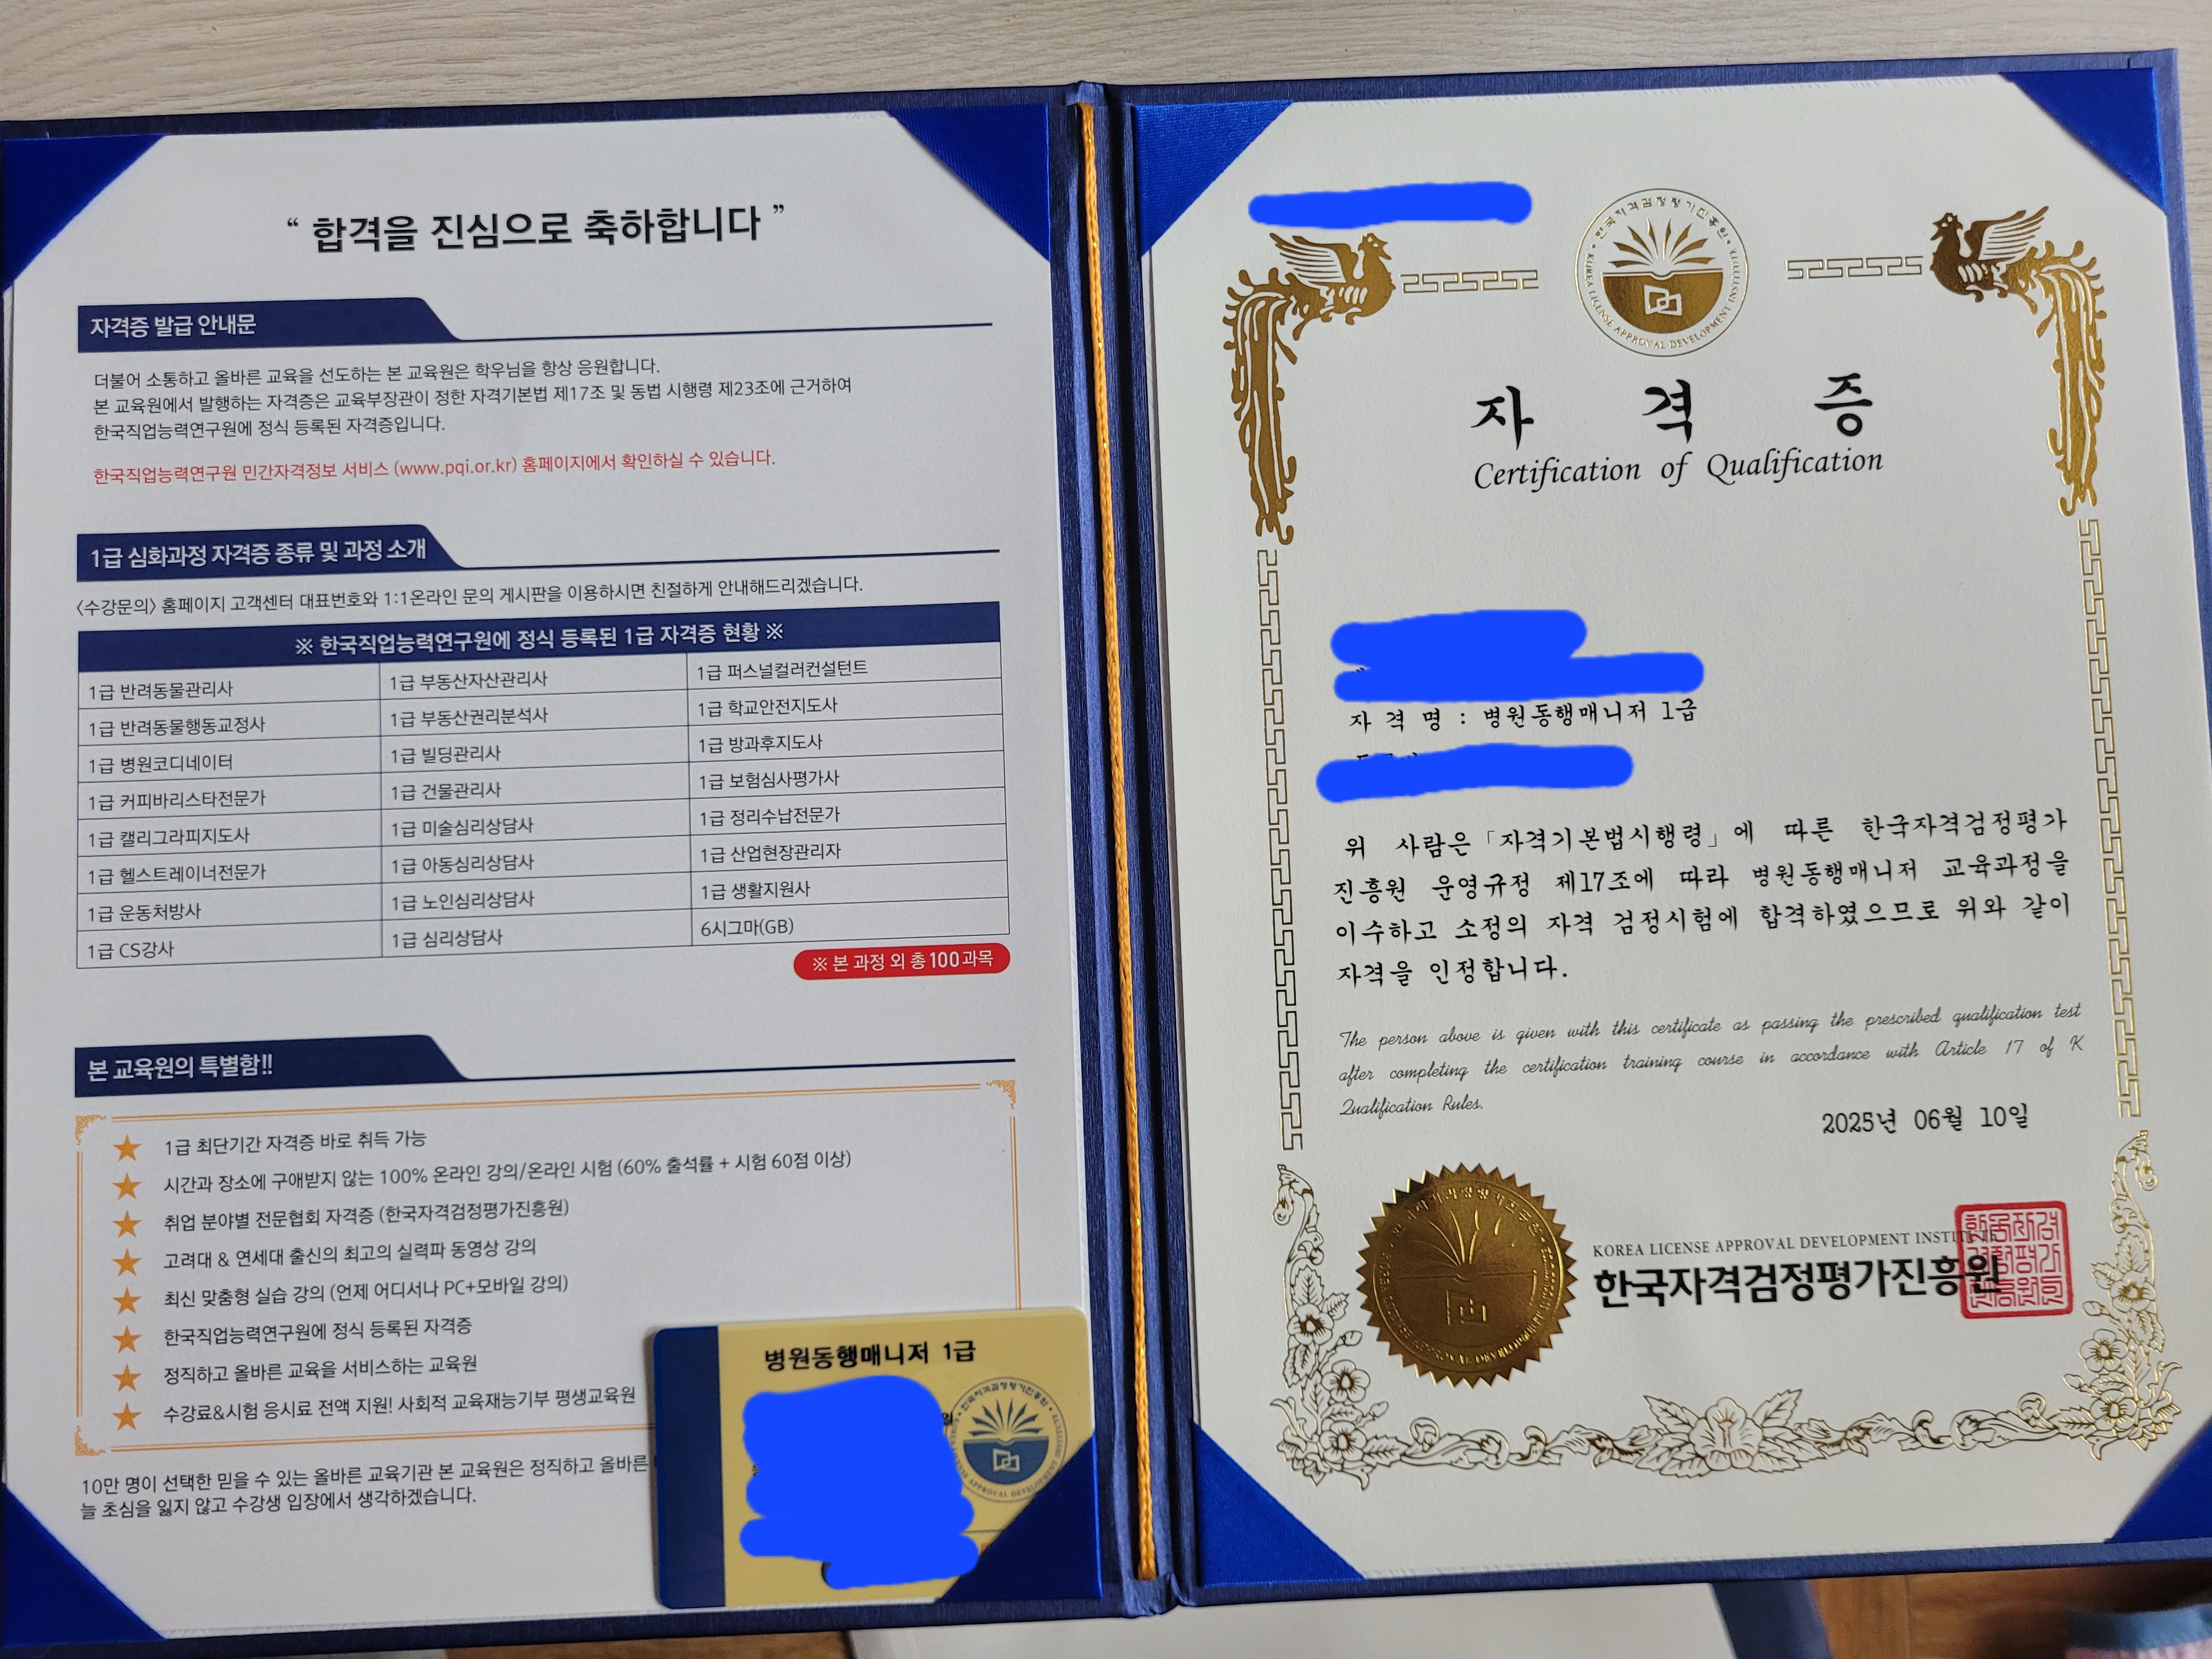 “ 합격을 진심으로 축하합니다 ”
자격증 발급 안내문
더불어 소통하고 올바른 교육을 선도하는 본 교육원은 학우님을 항상 응원합니다.
본 교육원에서 발행하는 자격증은 교육부장관이 정한 자격기본법 제17조 및 동법 시행령 제23조에 근거하여
한국직업능력연구원에 정식 등록된 자격증입니다.
한국직업능력연구원 민간자격정보 서비스 (www.pqi.or.kr) 홈페이지에서 확인하실 수 있습니다.
1급 심화과정 자격증 종류 및 과정 소개
<수강문의> 홈페이지 고객센터 대표번호와 1:1온라인 문의 게시판을 이용하시면 친절하게 안내해드리겠습니다.
※ 한국직업능력연구원에 정식 등록된 1급 자격증 현황 ※
1급 반려동물관리사 1급 부동산자산관리사 1급 퍼스널컬러컨설턴트
1급 반려동물행동교정사 1급 부동산권리분석사 1급 학교안전지도사
1급 병원코디네이터 1급 빌딩관리사 1급 방과후지도사
1급 커피바리스타전문가 1급 건물관리사 1급 보험심사평가사
1급 캘리그라피지도사 1급 미술심리상담사 1급 정리수납전문가
1급 헬스트레이너전문가 1급 아동심리상담사 1급 산업현장관리자
1급 운동처방사 1급 노인심리상담사 1급 생활지원사
1급 CS강사 1급 심리상담사 6시그마(GB)
※ 본 과정 외 총 100과목
본 교육원의 특별함!!
1급 최단기간 자격증 바로 취득 가능
시간과 장소에 구애받지 않는 100% 온라인 강의/온라인 시험 (60% 출석률 + 시험 60점 이상)
취업 분야별 전문협회 자격증 (한국자격검정평가진흥원)
고려대 & 연세대 출신의 최고의 실력파 동영상 강의
최신 맞춤형 실습 강의 (언제 어디서나 PC+모바일 강의)
한국직업능력연구원에 정식 등록된 자격증
정직하고 올바른 교육을 서비스하는 교육원
수강료&시험 응시료 전액 지원! 사회적 교육재능기부 평생교육원
10만 명이 선택한 믿을 수 있는 올바른 교육기관 본 교육원은 정직하고 올바른
늘 초심을 잃지 않고 수강생 입장에서 생각하겠습니다.
병원동행매니저 1급
한국자격검정평가진흥원
KOREA LICENSE APPROVAL DEVELOPMENT INSTITUTE
자 격 증
Certification of Qualification
자 격 명 : 병원동행매니저 1급
위 사람은 「자격기본법시행령」에 따른 한국자격검정평가
진흥원 운영규정 제17조에 따라 병원동행매니저 교육과정을
이수하고 소정의 자격 검정시험에 합격하였으므로 위와 같이
자격을 인정합니다.
The person above is given with this certificate as passing the prescribed qualification test
after completing the certification training course in accordance with Article 17 of K
Qualification Rules.
2025년 06월 10일
KOREA LICENSE APPROVAL DEVELOPMENT INSTITUTE
한국자격검정평가진흥원